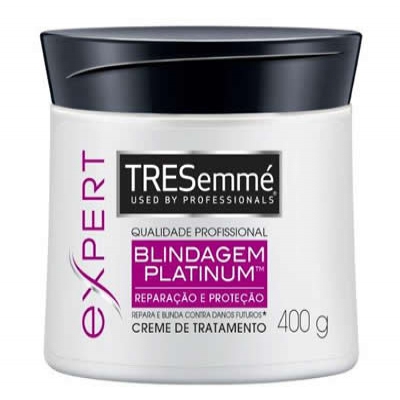 eXPERT
TRESemmé
USED BY PROFESSIONALS
QUALIDADE PROFISSIONAL
BLINDAGEM
PLATINUM™
REPARAÇÃO E PROTEÇÃO
REPARA E BLINDA CONTRA DANOS FUTUROS*
CREME DE TRATAMENTO
400 g